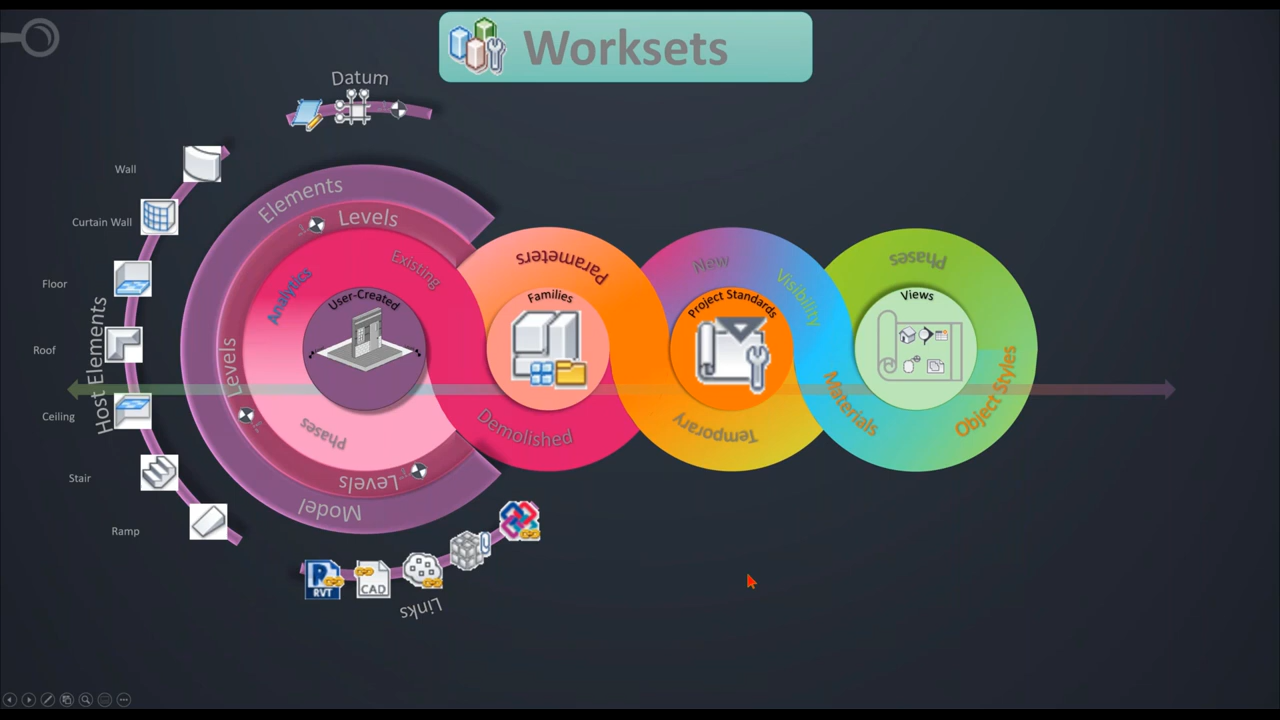 Worksets
Datum
Wall
Curtain Wall
Floor
Roof
Ceiling
Stair
Ramp
Host Elements
Elements
Levels
Levels
Levels
Model
Analytics
Existing
Phases
User-Created
Parameters
Families
Demolished
New
Visibility
Project Standards
Temporary
Materials
Phases
Views
Object Styles
R
RVT
CAD
Links